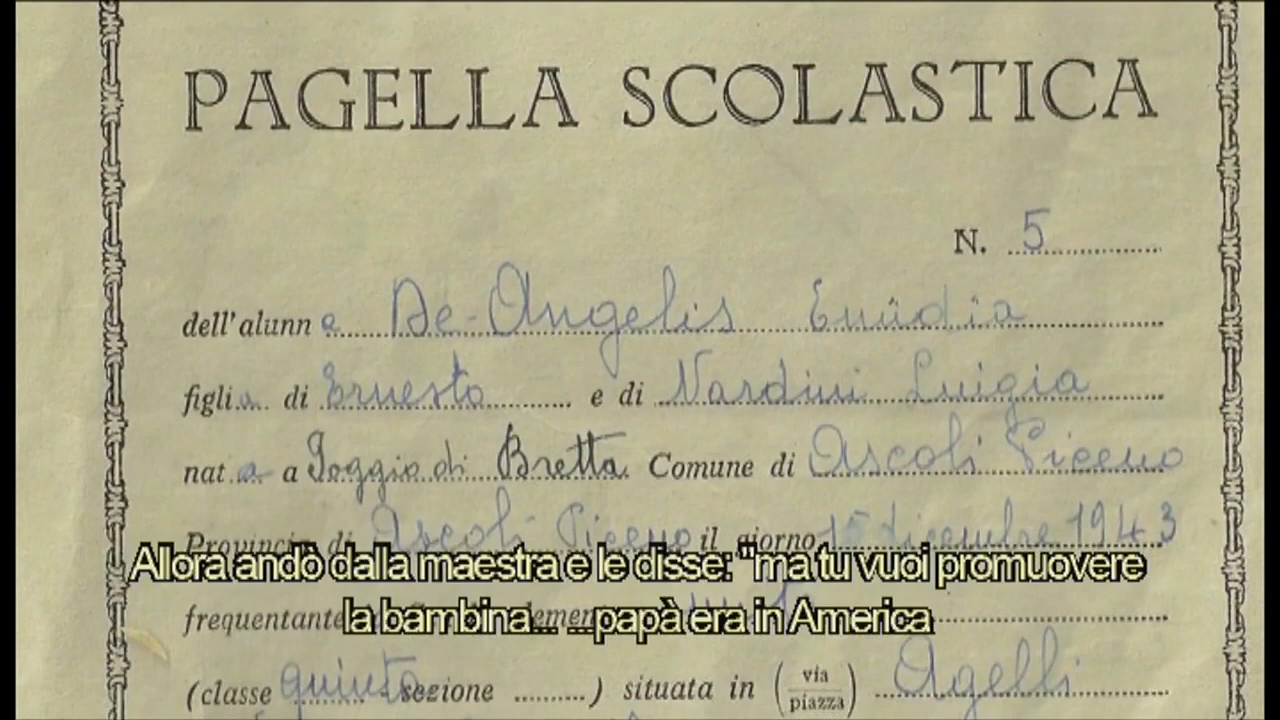 PAGELLA SCOLASTICA
N. 5
dell'alunna De-Angelis Emidia
figlia di Ernesto e di Nardini Luigia
nata a Poggio di Bretta Comune di Ascoli Piceno
Provincia di Ascoli Piceno il giorno 15 dicembre 1943
Allora andò dalla maestra e le disse: "ma tu vuoi promuovere
frequentante
la bambina... ...papà era in America
(classe quinta sezione ......) situata in (via piazza) Agelli